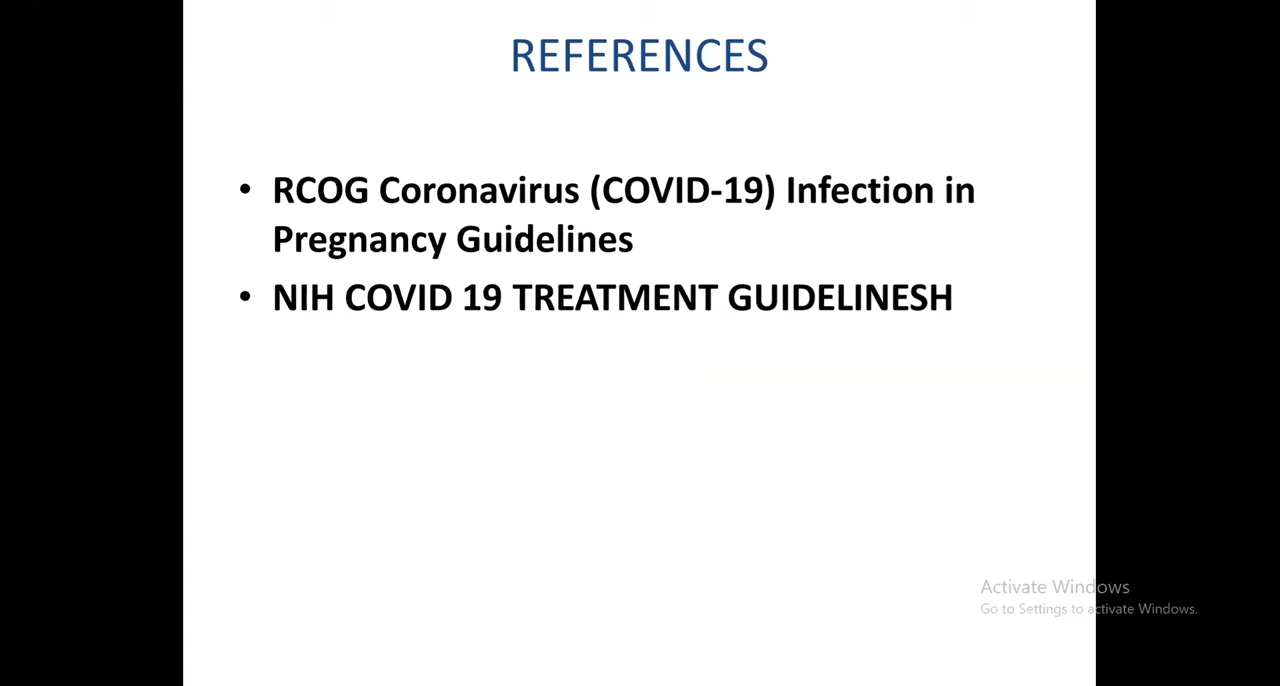 REFERENCES
• RCOG Coronavirus (COVID-19) Infection in
Pregnancy Guidelines
• NIH COVID 19 TREATMENT GUIDELINESH
Activate Windows
Go to Settings to activate Windows.